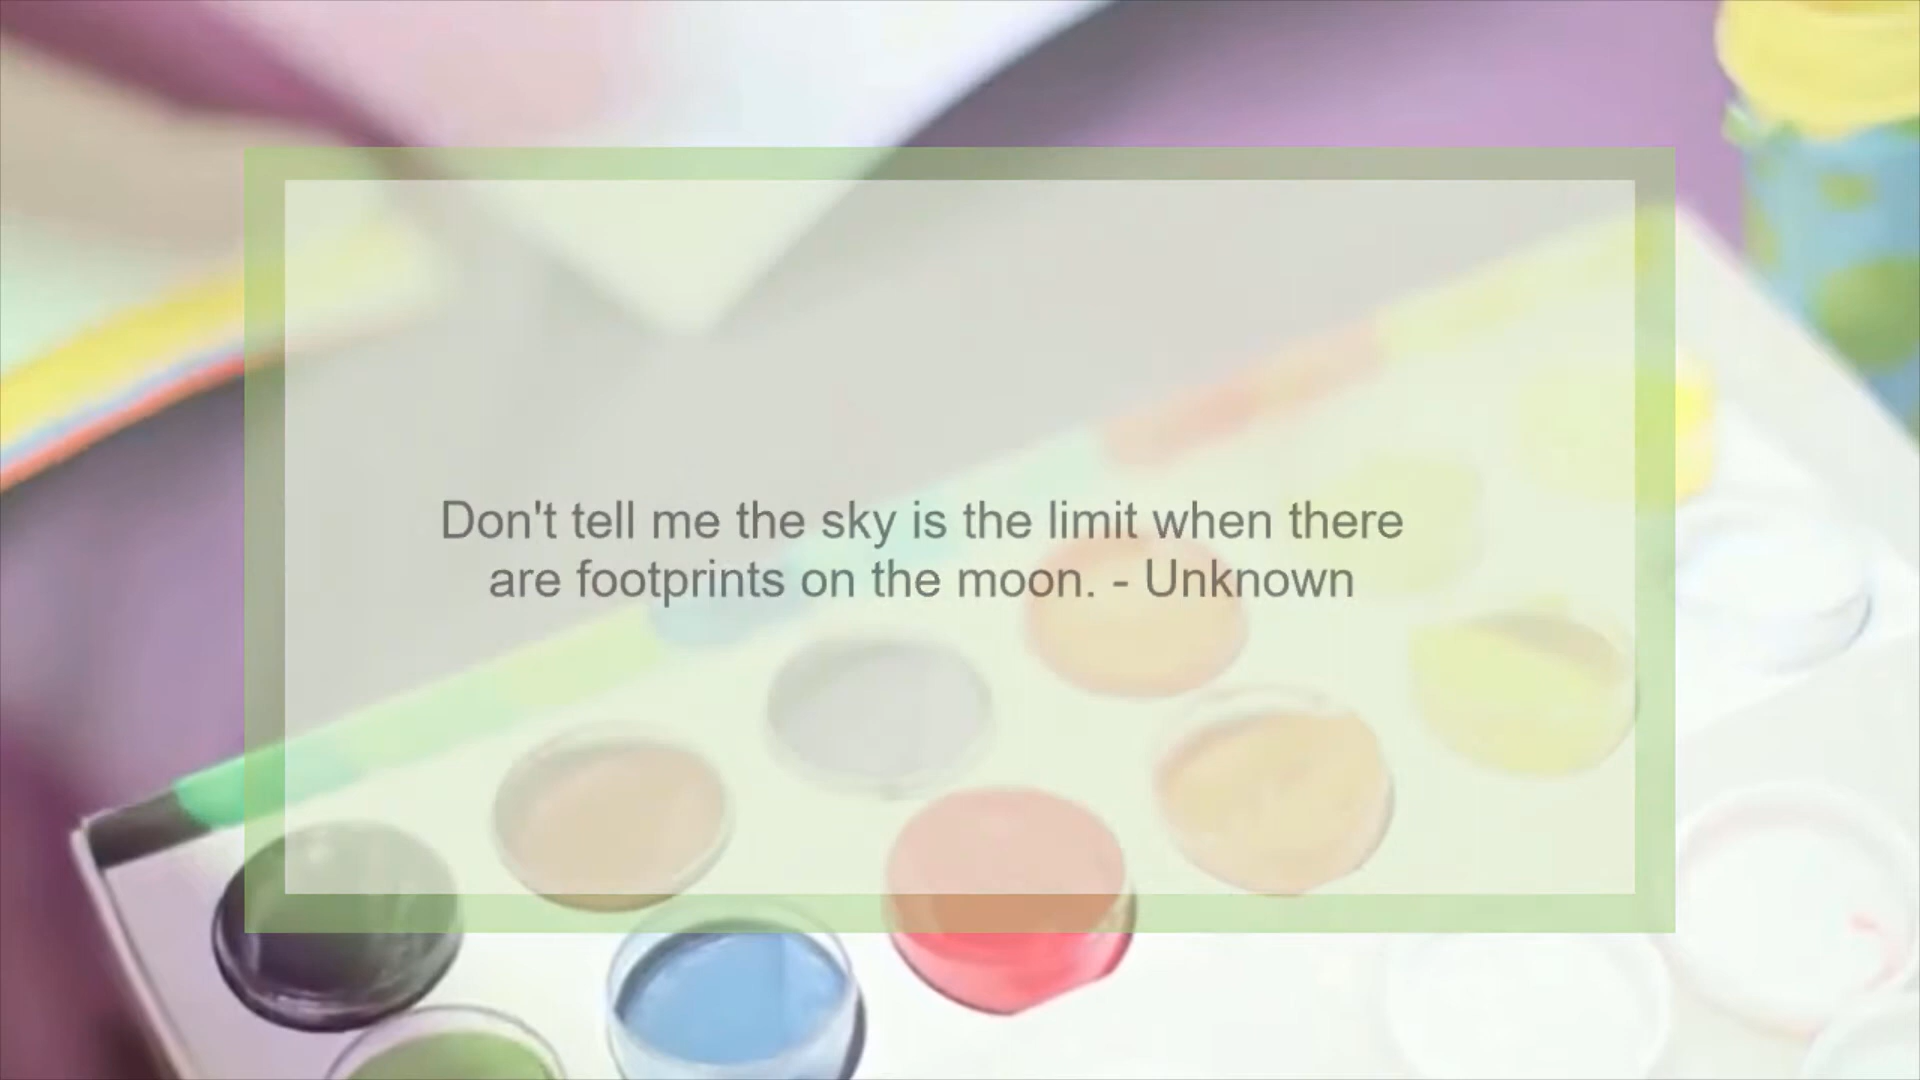 Don't tell me the sky is the limit when there
are footprints on the moon. - Unknown